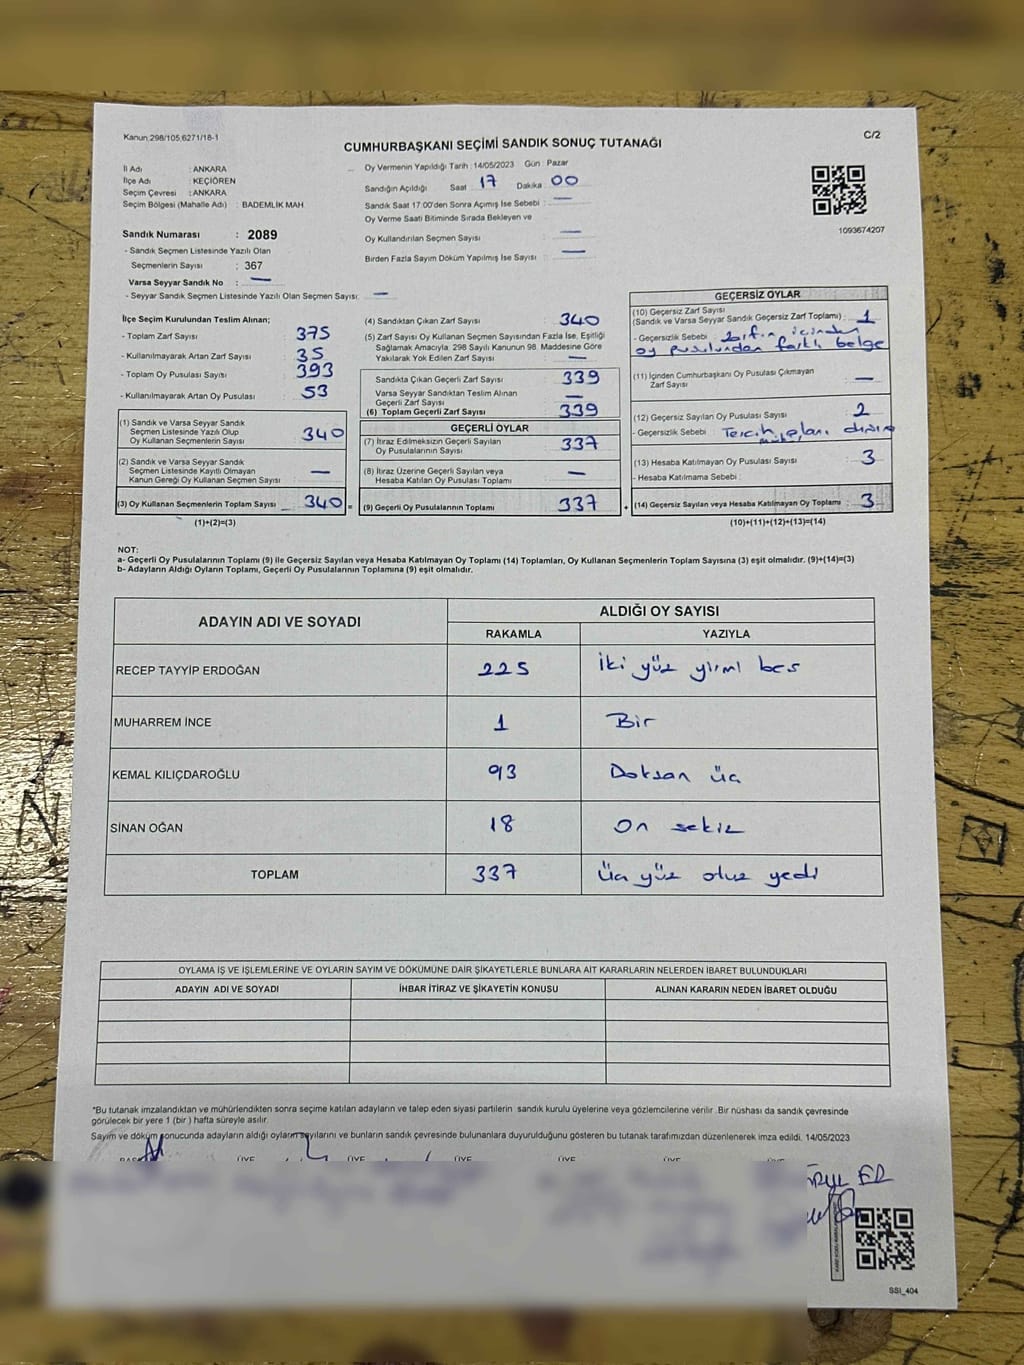 Kanun 298/105,6271/18-1
C/2
CUMHURBAŞKANI SEÇİMİ SANDIK SONUÇ TUTANAĞI
İl Adı : ANKARA
İlçe Adı : KEÇİÖREN
Seçim Çevresi : ANKARA
Seçim Bölgesi (Mahalle Adı) : BADEMLİK MAH
Oy Vermenin Yapıldığı Tarih : 14/05/2023 Gün : Pazar
Sandığın Açıldığı Saat 17 Dakika 00
Sandık Saat 17:00'den Sonra Açımış İse Sebebi : —
Oy Verme Saati Bitiminde Sırada Bekleyen ve
Oy Kullandırılan Seçmen Sayısı : —
Birden Fazla Sayım Döküm Yapılmış İse Sayısı : —
1093674207
Sandık Numarası : 2089
- Sandık Seçmen Listesinde Yazılı Olan
Seçmenlerin Sayısı : 367
Varsa Seyyar Sandık No : —
- Seyyar Sandık Seçmen Listesinde Yazılı Olan Seçmen Sayısı: —
İlçe Seçim Kurulundan Teslim Alınan;
- Toplam Zarf Sayısı : 375
- Kullanılmayarak Artan Zarf Sayısı : 35
- Toplam Oy Pusulası Sayısı : 393
- Kullanılmayarak Artan Oy Pusulası : 53
(1) Sandık ve Varsa Seyyar Sandık
Seçmen Listesinde Yazılı Olup
Oy Kullanan Seçmenlerin Sayısı : 340
(2) Sandık ve Varsa Seyyar Sandık
Seçmen Listesinde Kayıtlı Olmayan
Kanun Gereği Oy Kullanan Seçmen Sayısı : —
(3) Oy Kullanan Seçmenlerin Toplam Sayısı 340 =
(1)+(2)=(3)
(4) Sandıktan Çıkan Zarf Sayısı : 340
(5) Zarf Sayısı Oy Kullanan Seçmen Sayısından Fazla İse, Eşitliği
Sağlamak Amacıyla, 298 Sayılı Kanunun 98. Maddesine Göre
Yakılarak Yok Edilen Zarf Sayısı : —
Sandıkta Çıkan Geçerli Zarf Sayısı : 339
Varsa Seyyar Sandıktan Teslim Alınan
Geçerli Zarf Sayısı : —
(6) Toplam Geçerli Zarf Sayısı : 339
GEÇERLİ OYLAR
(7) İtiraz Edilmeksizin Geçerli Sayılan
Oy Pusulalarının Sayısı : 337
(8) İtiraz Üzerine Geçerli Sayılan veya
Hesaba Katılan Oy Pusulası Toplamı : —
(9) Geçerli Oy Pusulalarının Toplamı : 337 +
GEÇERSİZ OYLAR
(10) Geçersiz Zarf Sayısı
(Sandık ve Varsa Seyyar Sandık Geçersiz Zarf Toplamı) : 1
- Geçersizlik Sebebi : Zarfın içinden
oy pusulundan farklı belge
(11) İçinden Cumhurbaşkanı Oy Pusulası Çıkmayan
Zarf Sayısı : —
(12) Geçersiz Sayılan Oy Pusulası Sayısı : 2
- Geçersizlik Sebebi : Tercih alanı dışına
(13) Hesaba Katılmayan Oy Pusulası Sayısı : 3
- Hesaba Katılmama Sebebi :
(14) Geçersiz Sayılan veya Hesaba Katılmayan Oy Toplamı : 3
(10)+(11)+(12)+(13)=(14)
NOT:
a- Geçerli Oy Pusulalarının Toplamı (9) ile Geçersiz Sayılan veya Hesaba Katılmayan Oy Toplamı (14) Toplamları, Oy Kullanan Seçmenlerin Toplam Sayısına (3) eşit olmalıdır. (9)+(14)=(3)
b- Adayların Aldığı Oyların Toplamı, Geçerli Oy Pusulalarının Toplamına (9) eşit olmalıdır.
ADAYIN ADI VE SOYADI
ALDIĞI OY SAYISI
RAKAMLA YAZIYLA
RECEP TAYYİP ERDOĞAN 225 İki yüz yirmi bes
MUHARREM İNCE 1 Bir
KEMAL KILIÇDAROĞLU 93 Doksan üç
SİNAN OĞAN 18 On sekiz
TOPLAM 337 Üç yüz otuz yedi
OYLAMA İŞ VE İŞLEMLERİNE VE OYLARIN SAYIM VE DÖKÜMÜNE DAİR ŞİKAYETLERLE BUNLARA AİT KARARLARIN NELERDEN İBARET BULUNDUKLARI
ADAYIN ADI VE SOYADI İHBAR İTİRAZ VE ŞİKAYETİN KONUSU ALINAN KARARIN NEDEN İBARET OLDUĞU
"Bu tutanak imzalandıktan ve mühürlendikten sonra seçime katılan adayların ve talep eden siyasi partilerin sandık kurulu üyelerine veya gözlemcilerine verilir .Bir nüshası da sandık çevresinde
görülecek bir yere 1 (bir ) hafta süreyle asılır.
Sayım ve döküm sonucunda adayların aldığı oyların sayılarını ve bunların sandık çevresinde bulunanlara duyurulduğunu gösteren bu tutanak tarafımızdan düzenlenerek imza edildi. 14/05/2023
ÜYE ÜYE ÜYE ÜYE ÜYE ÜYE
SSI_404